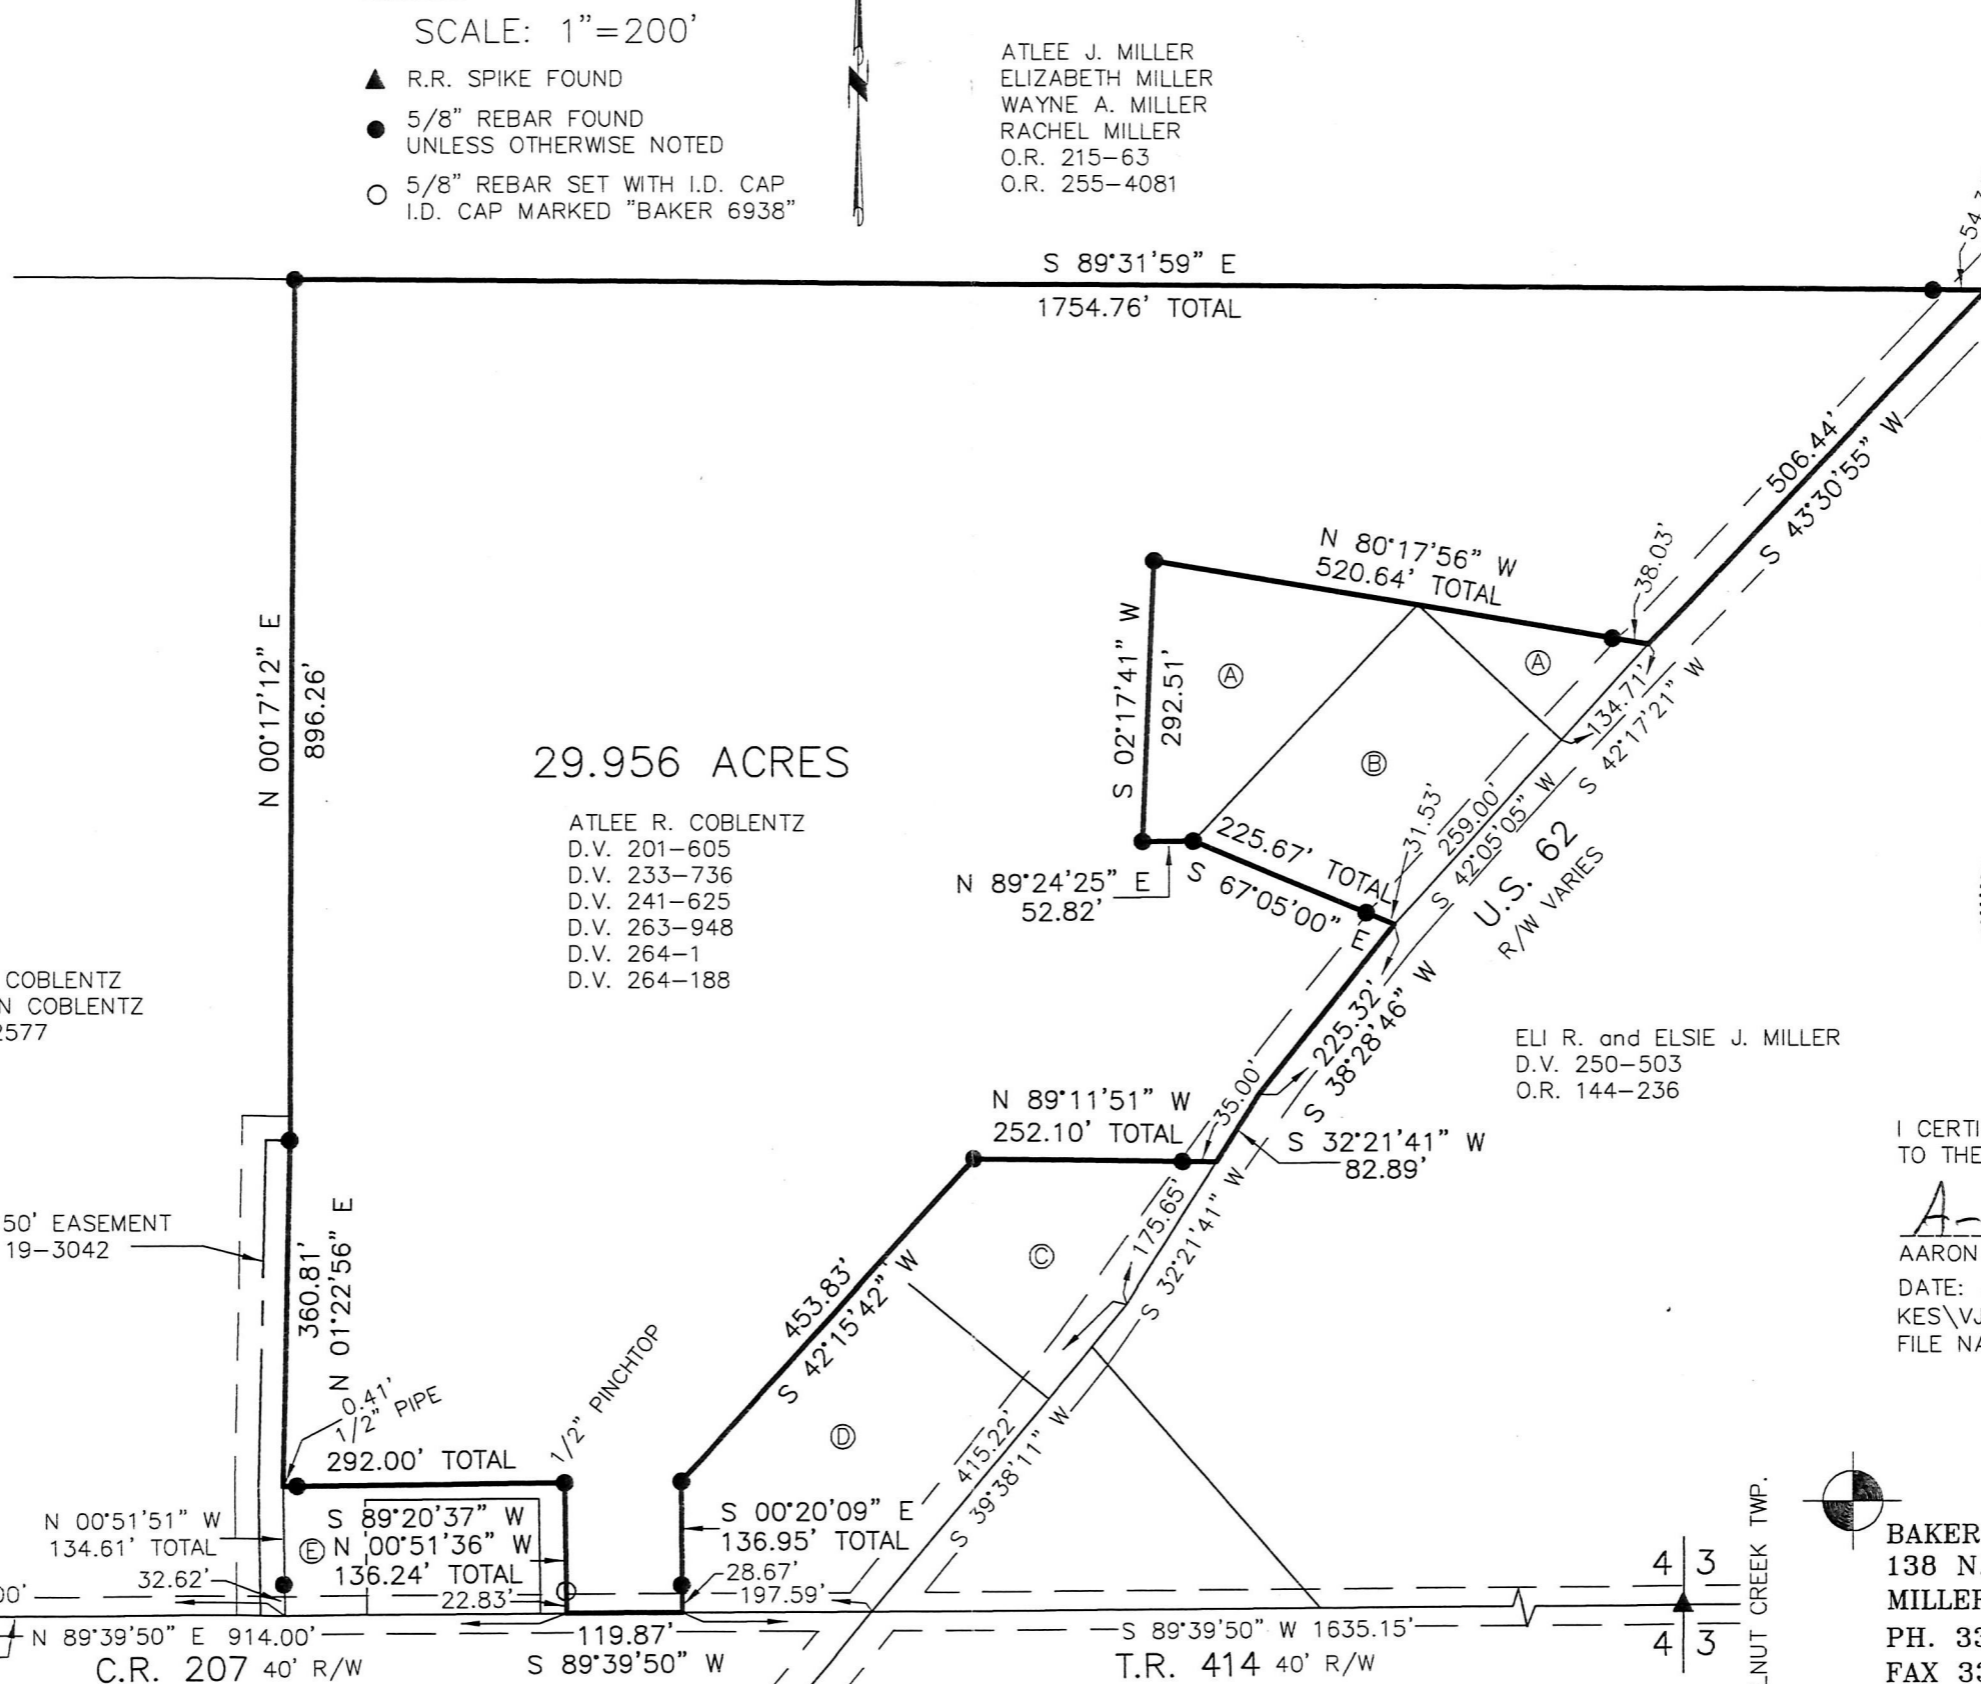 SCALE: 1"=200'
R.R. SPIKE FOUND
5/8" REBAR FOUND
UNLESS OTHERWISE NOTED
5/8" REBAR SET WITH I.D. CAP
I.D. CAP MARKED "BAKER 6938"
ATLEE J. MILLER
ELIZABETH MILLER
WAYNE A. MILLER
RACHEL MILLER
O.R. 215-63
O.R. 255-4081
S 89°31'59" E
1754.76' TOTAL
506.44'
S 43°30'55" W
N 80°17'56" W
520.64' TOTAL
38.03'
N 00°17'12" E
896.26'
S 02°17'41" W
292.51'
A
A
B
134.71'
S 42°17'21" W
29.956 ACRES
ATLEE R. COBLENTZ
D.V. 201-605
D.V. 233-736
D.V. 241-625
D.V. 263-948
D.V. 264-1
D.V. 264-188
225.67' TOTAL
S 67°05'00" E
31.53'
259.00'
S 42°05'05" W
U.S. 62
R/W VARIES
N 89°24'25" E
52.82'
COBLENTZ
N COBLENTZ
2577
225.32'
S 38°28'46" W
ELI R. and ELSIE J. MILLER
D.V. 250-503
O.R. 144-236
N 89°11'51" W
252.10' TOTAL
35.00'
S 32°21'41" W
82.89'
I CERTI
TO THE
AARON
DATE:
KES\VJ
FILE NA
50' EASEMENT
19-3042
360.81'
N 01°22'56" E
175.65'
S 32°21'41" W
C
453.83'
S 42°15'42" W
D
415.22'
S 39°38'11" W
0.41'
1/2" PIPE
1/2" PINCHTOP
292.00' TOTAL
S 89°20'37" W
N 00°51'51" W
134.61' TOTAL
E
N 00°51'36" W
136.24' TOTAL
S 00°20'09" E
136.95' TOTAL
32.62'
22.83'
28.67'
197.59'
N 89°39'50" E 914.00'
119.87'
S 89°39'50" W
S 89°39'50" W 1635.15'
C.R. 207 40' R/W
T.R. 414 40' R/W
4 3
4 3
LNUT CREEK TWP.
BAKER
138 N.
MILLER
PH. 33
FAX 33